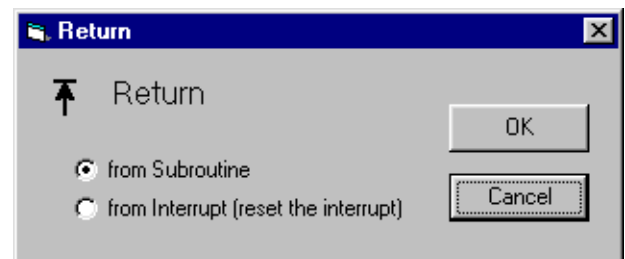 Return
Return
OK
from Subroutine
from Interrupt (reset the interrupt)
Cancel